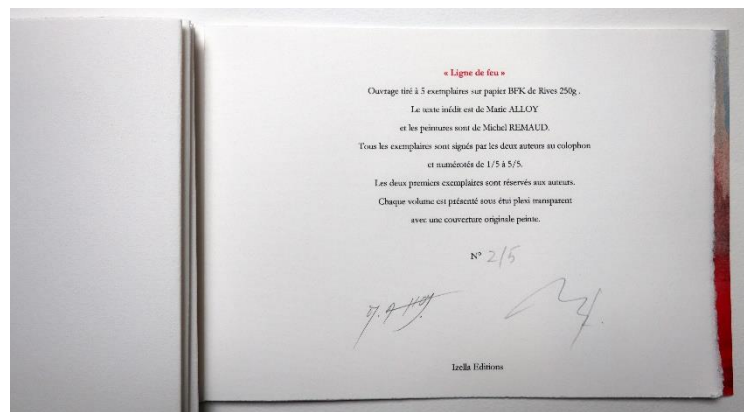 « Ligne de feu »
Ouvrage tiré à 5 exemplaires sur papier BFK de Rives 250g .
Le texte inédit est de Marie ALLOY
et les peintures sont de Michel REMAUD.
Tous les exemplaires sont signés par les deux auteurs au colophon
et numérotés de 1/5 à 5/5.
Les deux premiers exemplaires sont réservés aux auteurs.
Chaque volume est présenté sous étui plexi transparent
avec une couverture originale peinte.
N° 2/5
Izella Editions